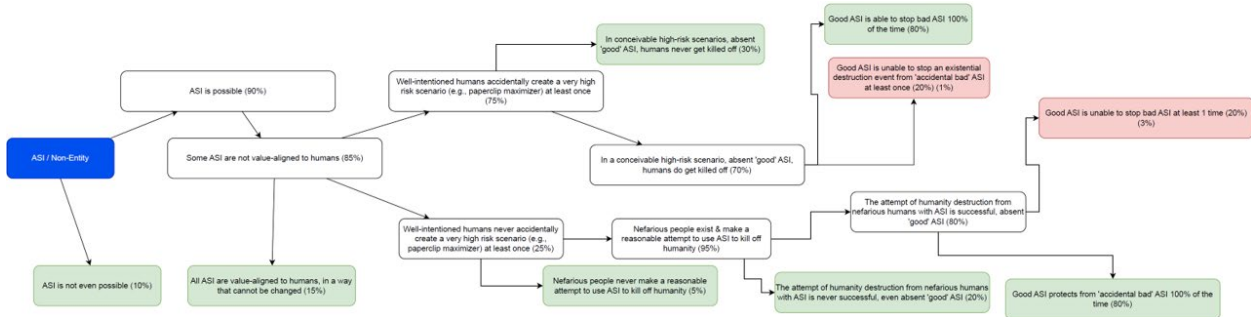 Good ASI is able to stop bad ASI 100%
of the time (80%)
In conceivable high-risk scenarios, absent
'good' ASI, humans never get killed off (30%)
ASI is possible (90%)
Well-intentioned humans accidentally create a very high
risk scenario (e.g., paperclip maximizer) at least once
(75%)
Good ASI is unable to stop an existential
destruction event from 'accidental bad' ASI
at least once (20%) (1%)
Good ASI is unable to stop bad ASI at least 1 time (20%)
(3%)
ASI / Non-Entity
Some ASI are not value-aligned to humans (85%)
In a conceivable high-risk scenario, absent 'good' ASI,
humans do get killed off (70%)
The attempt of humanity destruction from
nefarious humans with ASI is successful, absent
'good' ASI (80%)
Well-intentioned humans never accidentally
create a very high risk scenario (e.g.,
paperclip maximizer) at least once (25%)
Nefarious people exist & make a
reasonable attempt to use ASI to kill off
humanity (95%)
ASI is not even possible (10%)
All ASI are value-aligned to humans, in a way
that cannot be changed (15%)
Nefarious people never make a reasonable
attempt to use ASI to kill off humanity (5%)
The attempt of humanity destruction from nefarious humans
with ASI is never successful, even absent 'good' ASI (20%)
Good ASI protects from 'accidental bad' ASI 100% of the
time (80%)